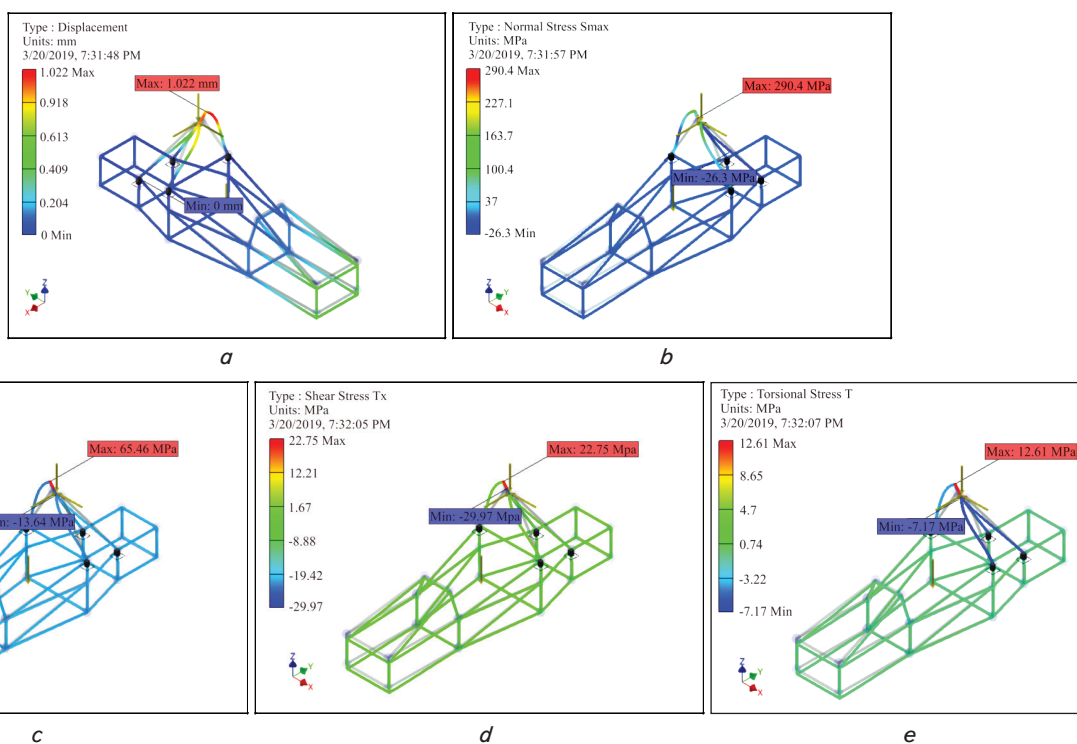 Type : Displacement
Units: mm
3/20/2019, 7:31:48 PM
1.022 Max
0.918
0.613
0.409
0.204
0 Min
Max: 1.022 mm
Min: 0 mm
Z
Y
X
a
Type : Normal Stress Smax
Units: MPa
3/20/2019, 7:31:57 PM
290.4 Max
227.1
163.7
100.4
37
-26.3 Min
Max: 290.4 MPa
Min: -26.3 MPa
Z
Y
X
b
Max: 65.46 MPa
n: -13.64 MPa
c
Type : Shear Stress Tx
Units: MPa
3/20/2019, 7:32:05 PM
22.75 Max
12.21
1.67
-8.88
-19.42
-29.97
Max: 22.75 Mpa
Min: -29.97 Mpa
Z
Y
X
d
Type : Torsional Stress T
Units: MPa
3/20/2019, 7:32:07 PM
12.61 Max
8.65
4.7
0.74
-3.22
-7.17 Min
Max: 12.61 MPa
Min: -7.17 MPa
Z
Y
X
e